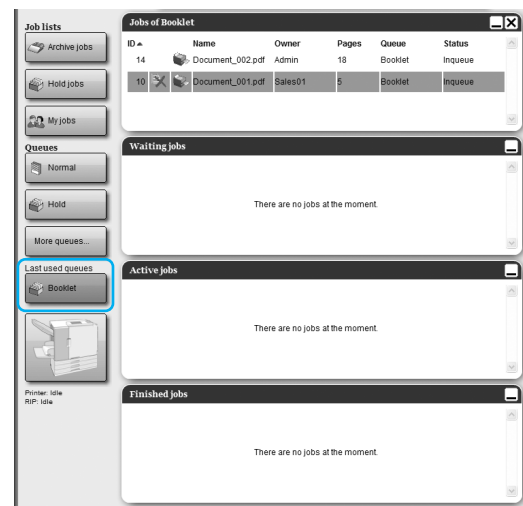 Job lists
Archive jobs
Hold jobs
My jobs
Queues
Normal
Hold
More queues...
Last used queues
Booklet
Printer: Idle
RIP: Idle
Jobs of Booklet
ID Name Owner Pages Queue Status
14 Document_002.pdf Admin 18 Booklet Inqueue
10 Document_001.pdf Sales01 5 Booklet Inqueue
Waiting jobs
There are no jobs at the moment.
Active jobs
There are no jobs at the moment.
Finished jobs
There are no jobs at the moment.